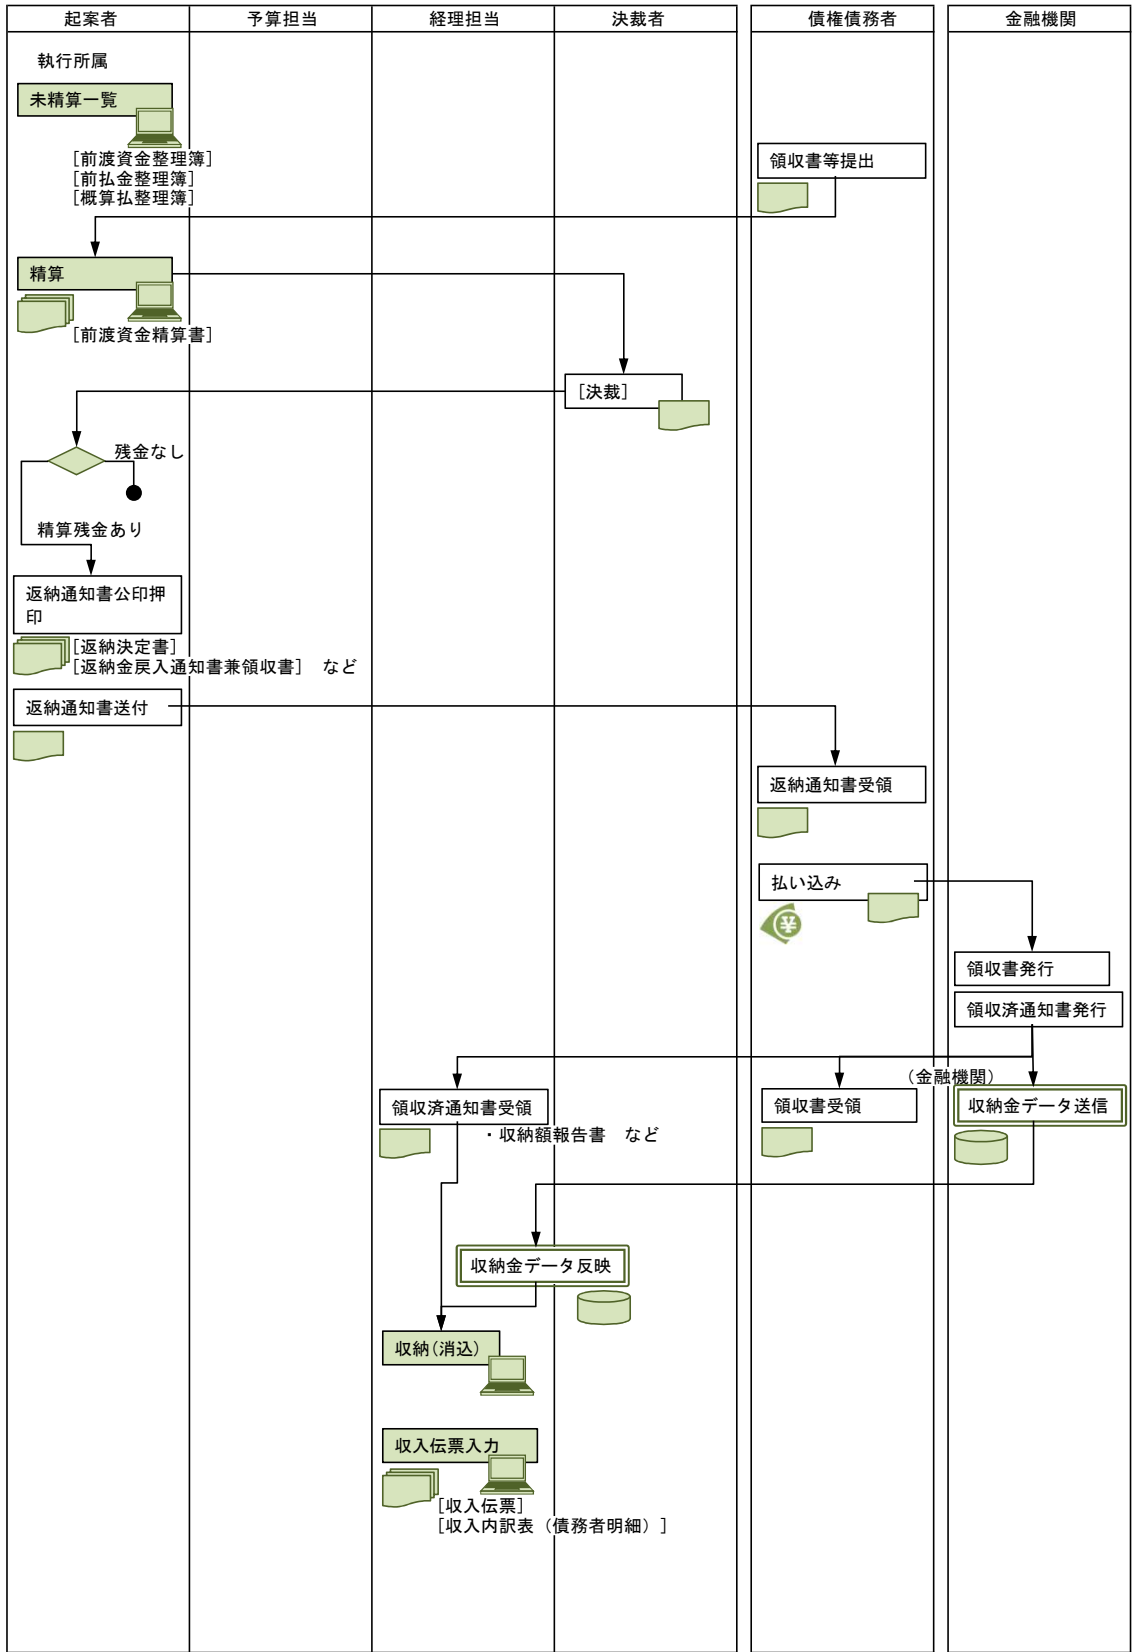 起案者
予算担当
経理担当
決裁者
債権債務者
金融機関
執行所属
未精算一覧
[前渡資金整理簿]
[前払金整理簿]
[概算払整理簿]
領収書等提出
精算
[前渡資金精算書]
[決裁]
残金なし
精算残金あり
返納通知書公印押
印
[返納決定書]
[返納金戻入通知書兼領収書]　など
返納通知書送付
返納通知書受領
払い込み
領収書発行
領収済通知書発行
（金融機関）
領収済通知書受領
・収納額報告書　など
領収書受領
収納金データ送信
収納金データ反映
収納(消込)
収入伝票入力
[収入伝票]
[収入内訳表（債務者明細）]